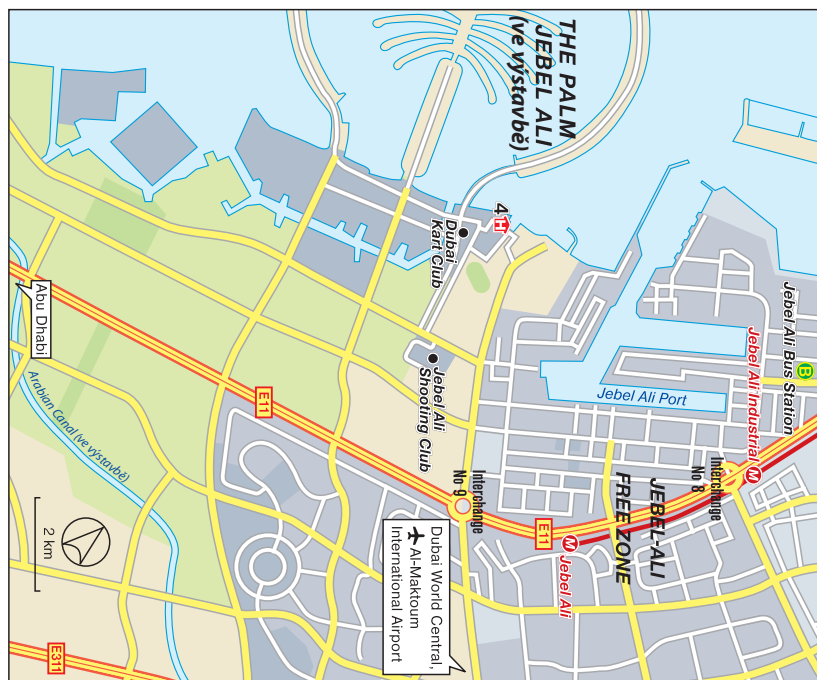 THE PALM
JEBEL ALI
(ve výstavbě)
4
H
Dubai
Kart Club
Jebel Ali
Shooting Club
Jebel Ali Bus Station
B
Jebel Ali Industrial
M
Jebel Ali Port
Interchange
No 8
JEBEL-ALI
FREE ZONE
Interchange
No 9
E11
E11
M
Jebel Ali
Dubai World Central,
Al-Maktoum
International Airport
Abu Dhabi
Arabian Canal (ve výstavbě)
2 km
E311